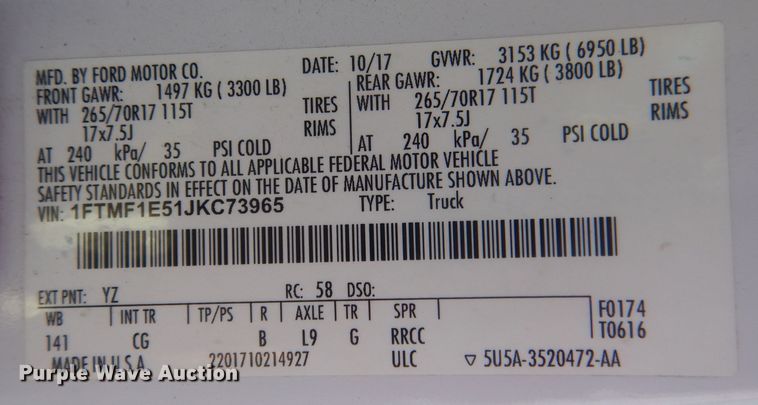 MFD. BY FORD MOTOR CO. DATE: 10/17 GVWR: 3153 KG ( 6950 LB)
FRONT GAWR: 1497 KG ( 3300 LB) REAR GAWR: 1724 KG ( 3800 LB)
WITH 265/70R17 115T TIRES WITH 265/70R17 115T TIRES
17x7.5J RIMS 17x7.5J RIMS
AT 240 kPa/ 35 PSI COLD AT 240 kPa/ 35 PSI COLD
THIS VEHICLE CONFORMS TO ALL APPLICABLE FEDERAL MOTOR VEHICLE
SAFETY STANDARDS IN EFFECT ON THE DATE OF MANUFACTURE SHOWN ABOVE.
VIN: 1FTMF1E51JKC73965 TYPE: Truck
EXT PNT: YZ RC: 58 DSO:
WB INT TR TP/PS R AXLE TR SPR F0174
141 CG B L9 G RRCC T0616
MADE IN U.S.A. 2201710214927 ULC ▽ 5U5A-3520472-AA
Purple Wave Auction